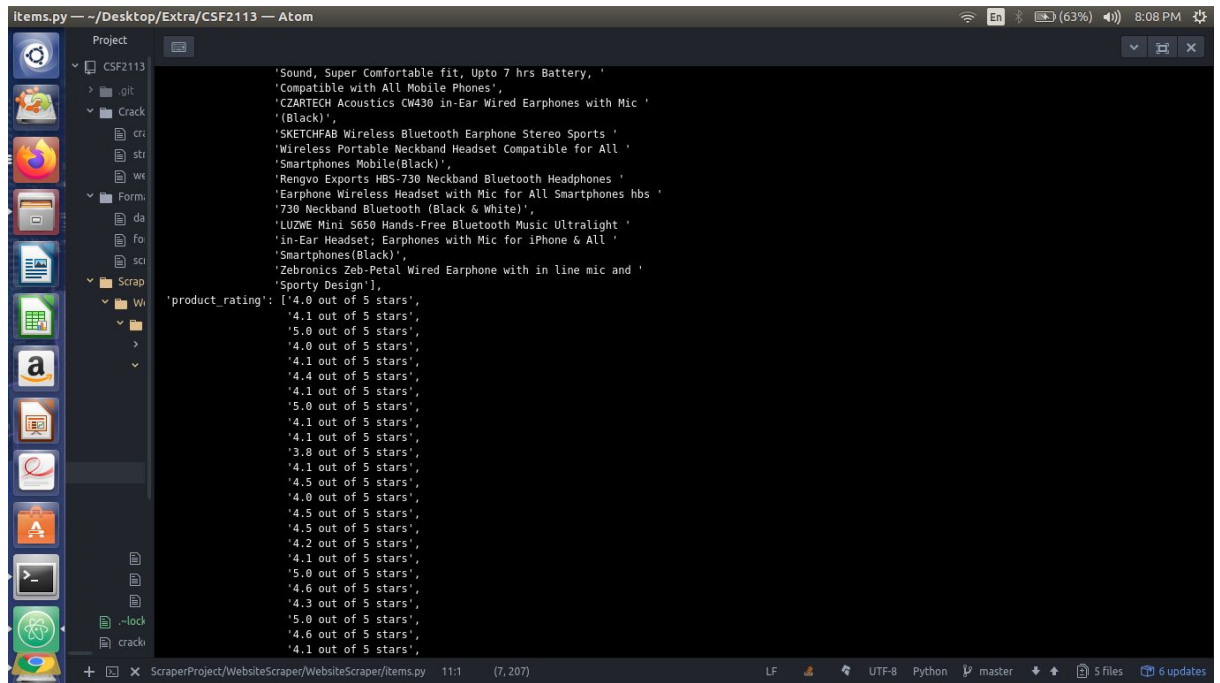 items.py — ~/Desktop/Extra/CSF2113 — Atom
En
(63%)
8:08 PM
Project
CSF2113
.git
Crack
cra
str
we
Forma
da
for
scr
Scrap
We
.~lock
cracke
'Sound, Super Comfortable fit, Upto 7 hrs Battery, '
'Compatible with All Mobile Phones',
'CZARTECH Acoustics CW430 in-Ear Wired Earphones with Mic '
'(Black)',
'SKETCHFAB Wireless Bluetooth Earphone Stereo Sports '
'Wireless Portable Neckband Headset Compatible for All '
'Smartphones Mobile(Black)',
'Rengvo Exports HBS-730 Neckband Bluetooth Headphones '
'Earphone Wireless Headset with Mic for All Smartphones hbs '
'730 Neckband Bluetooth (Black & White)',
'LUZWE Mini S650 Hands-Free Bluetooth Music Ultralight '
'in-Ear Headset; Earphones with Mic for iPhone & All '
'Smartphones(Black)',
'Zebronics Zeb-Petal Wired Earphone with in line mic and '
'Sporty Design'],
'product_rating': ['4.0 out of 5 stars',
'4.1 out of 5 stars',
'5.0 out of 5 stars',
'4.0 out of 5 stars',
'4.1 out of 5 stars',
'4.4 out of 5 stars',
'4.1 out of 5 stars',
'5.0 out of 5 stars',
'4.1 out of 5 stars',
'4.1 out of 5 stars',
'3.8 out of 5 stars',
'4.1 out of 5 stars',
'4.5 out of 5 stars',
'4.0 out of 5 stars',
'4.5 out of 5 stars',
'4.5 out of 5 stars',
'4.2 out of 5 stars',
'4.1 out of 5 stars',
'5.0 out of 5 stars',
'4.6 out of 5 stars',
'4.3 out of 5 stars',
'5.0 out of 5 stars',
'4.6 out of 5 stars',
'4.1 out of 5 stars',
ScraperProject/WebsiteScraper/WebsiteScraper/items.py 11:1 (7, 207)
LF UTF-8 Python master 5 files 6 updates